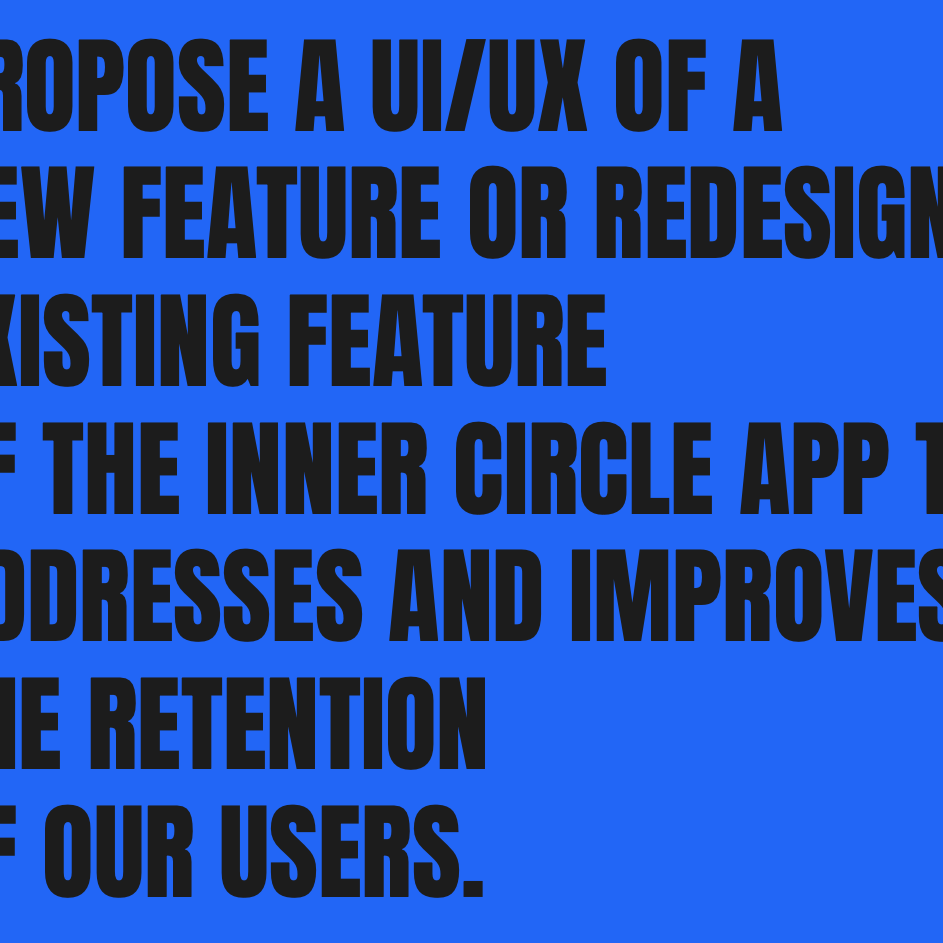 ROPOSE A UI/UX OF A
EW FEATURE OR REDESIGN
XISTING FEATURE
F THE INNER CIRCLE APP T
DDRESSES AND IMPROVES
HE RETENTION
F OUR USERS.